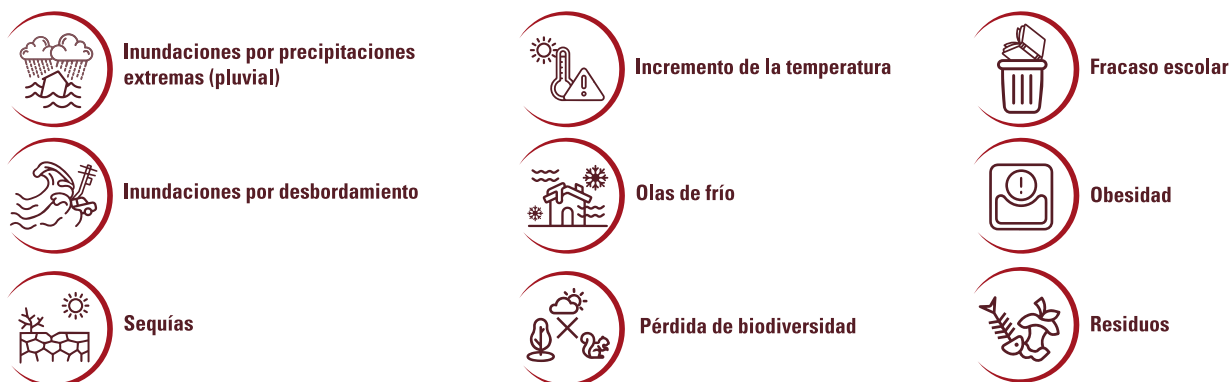 Inundaciones por precipitaciones
extremas (pluvial)
Incremento de la temperatura
Fracaso escolar
Inundaciones por desbordamiento
Olas de frío
Obesidad
Sequías
Pérdida de biodiversidad
Residuos